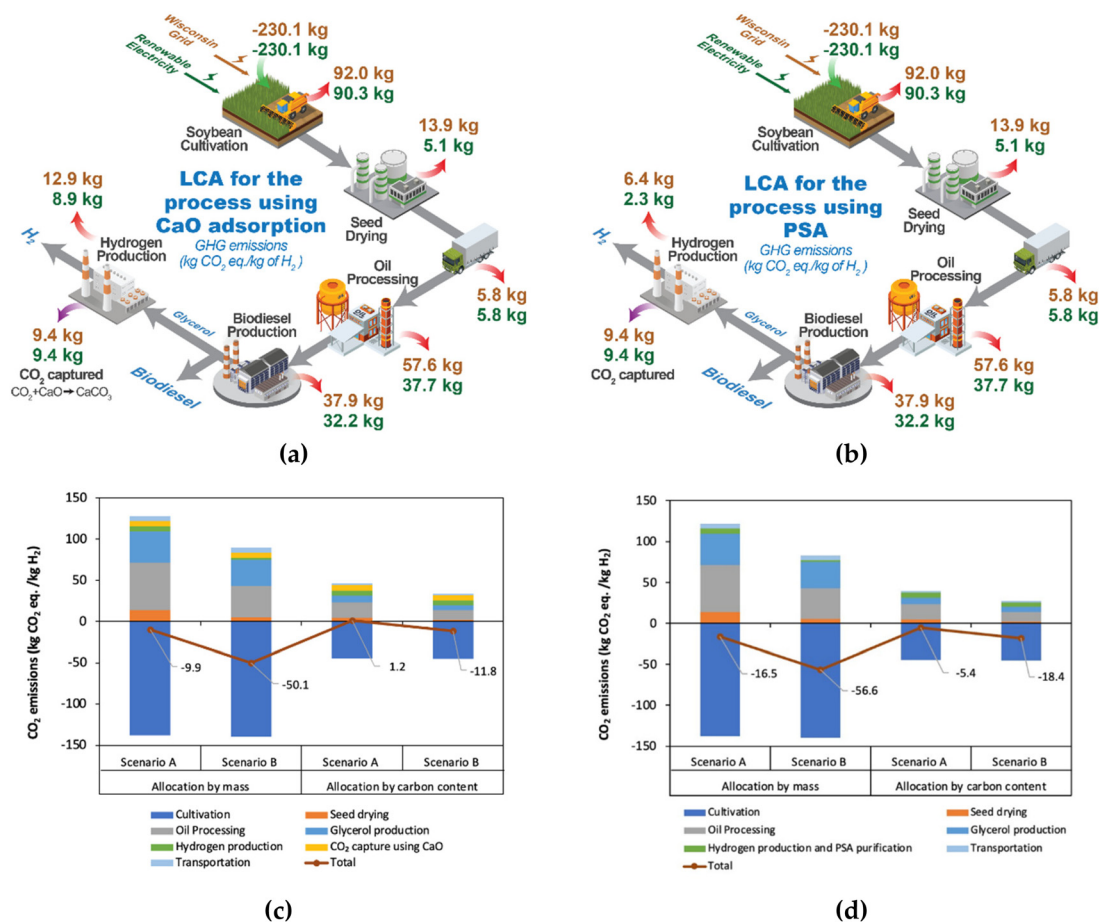 Wisconsin
Grid
Renewable
Electricity
-230.1 kg
-230.1 kg
92.0 kg
90.3 kg
Soybean
Cultivation
13.9 kg
5.1 kg
12.9 kg
8.9 kg
LCA for the
process using
CaO adsorption
GHG emissions
(kg CO₂ eq./kg of H₂)
Seed
Drying
H₂
Hydrogen
Production
Oil
Processing
5.8 kg
5.8 kg
Glycerol
Biodiesel
Production
9.4 kg
9.4 kg
CO₂ captured
CO₂+CaO→CaCO₃
Biodiesel
57.6 kg
37.7 kg
37.9 kg
32.2 kg
(a)
Wisconsin
Grid
Renewable
Electricity
-230.1 kg
-230.1 kg
92.0 kg
90.3 kg
Soybean
Cultivation
13.9 kg
5.1 kg
6.4 kg
2.3 kg
LCA for the
process using
PSA
GHG emissions
(kg CO₂ eq./kg of H₂)
Seed
Drying
H₂
Hydrogen
Production
Oil
Processing
5.8 kg
5.8 kg
Glycerol
Biodiesel
Production
9.4 kg
9.4 kg
CO₂ captured
Biodiesel
57.6 kg
37.7 kg
37.9 kg
32.2 kg
(b)
CO₂ emissions (kg CO₂ eq. /kg H₂)
150
100
50
0
-50
-100
-150
-9.9
-50.1
1.2
-11.8
Scenario A Scenario B Scenario A Scenario B
Allocation by mass Allocation by carbon content
Cultivation Seed drying
Oil Processing Glycerol production
Hydrogen production CO₂ capture using CaO
Transportation Total
(c)
CO₂ emissions (kg CO₂ eq. /kg H₂)
150
100
50
0
-50
-100
-150
-16.5
-56.6
-5.4
-18.4
Scenario A Scenario B Scenario A Scenario B
Allocation by mass Allocation by carbon content
Cultivation Seed drying
Oil Processing Glycerol production
Hydrogen production and PSA purification Transportation
Total
(d)